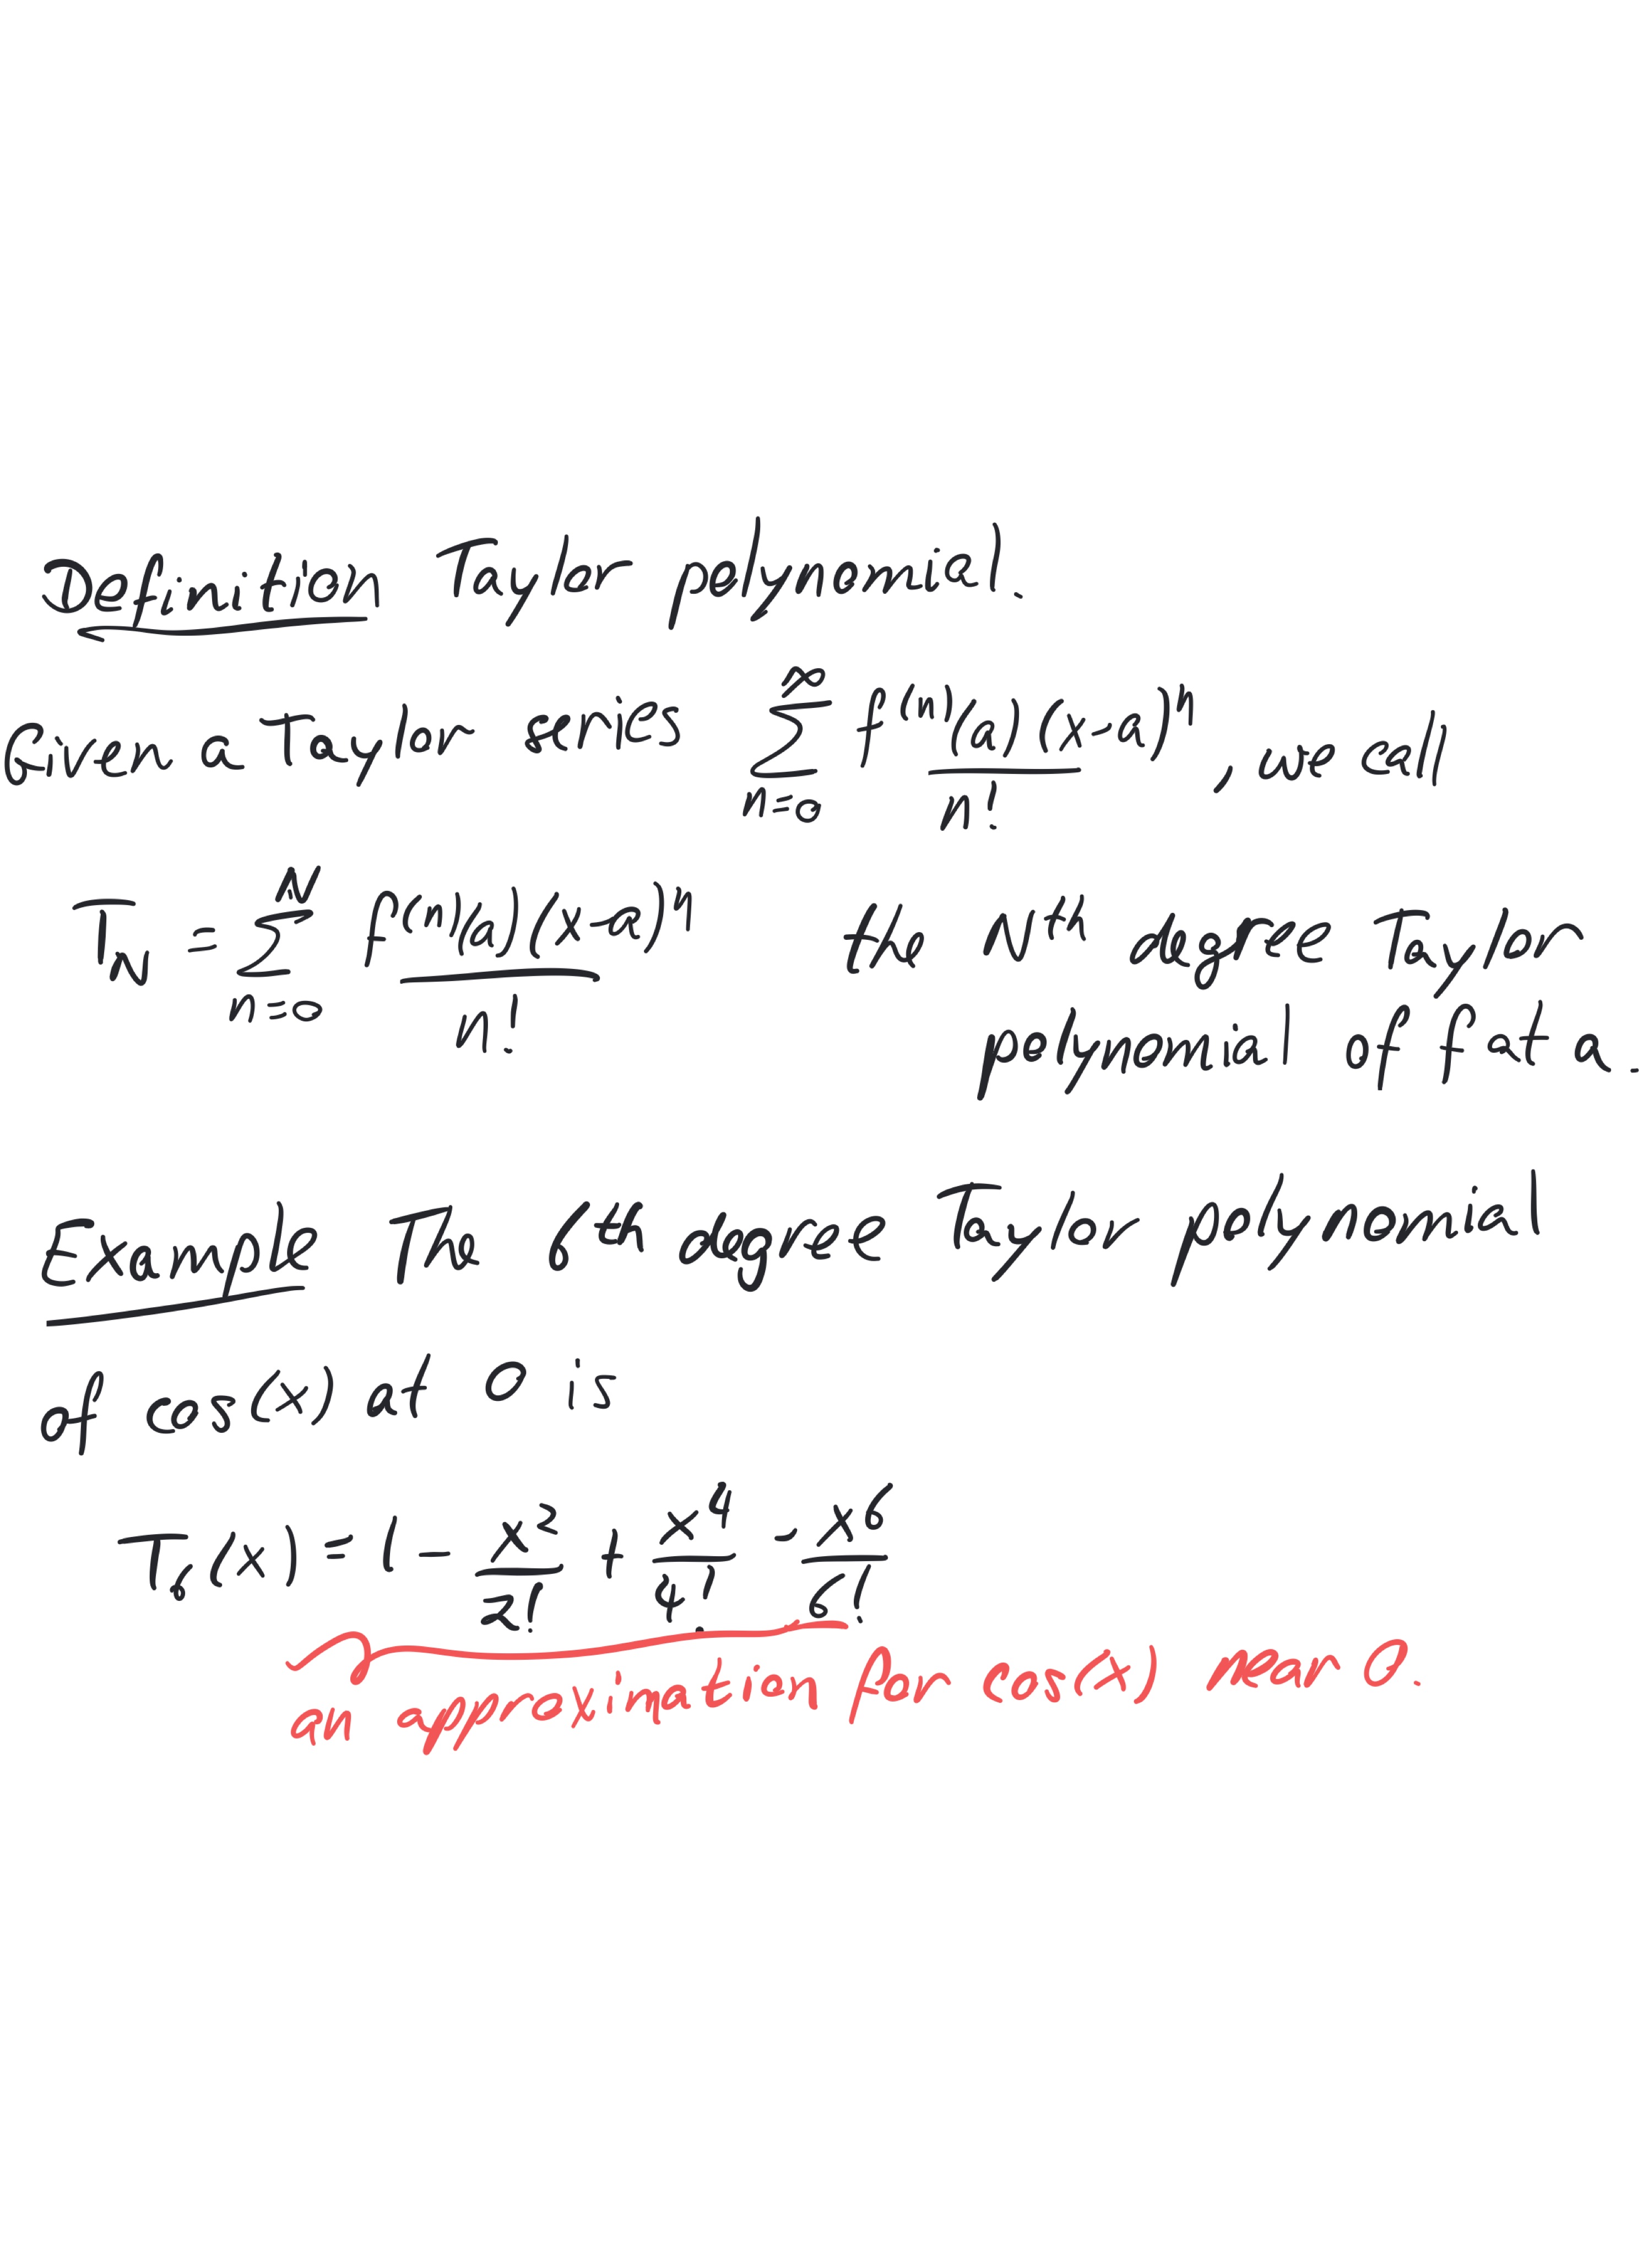 Definition Taylor polynomial.
Given a Taylor series $\sum_{n=0}^{\infty} \frac{f^{(n)}(a)(x-a)^n}{n!}$, we call
$T_N = \sum_{n=0}^{N} \frac{f^{(n)}(a)(x-a)^n}{n!}$ the Nth degree Taylor
polynomial of f at a.
Example The 6th degree Taylor polynomial
of cos(x) at 0 is
$T_6(x) = 1 - \frac{x^2}{2!} + \frac{x^4}{4!} - \frac{x^6}{6!}$
an approximation for cos(x) near 0.